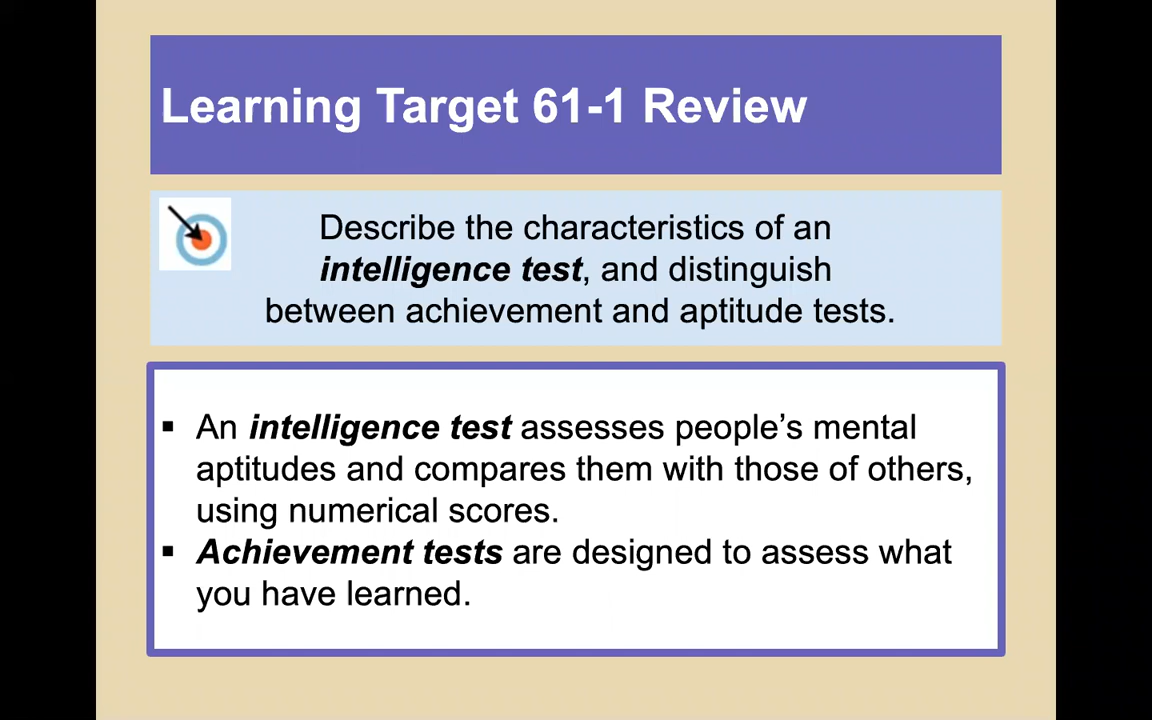 Learning Target 61-1 Review
Describe the characteristics of an
intelligence test, and distinguish
between achievement and aptitude tests.
▪ An intelligence test assesses people’s mental
aptitudes and compares them with those of others,
using numerical scores.
▪ Achievement tests are designed to assess what
you have learned.